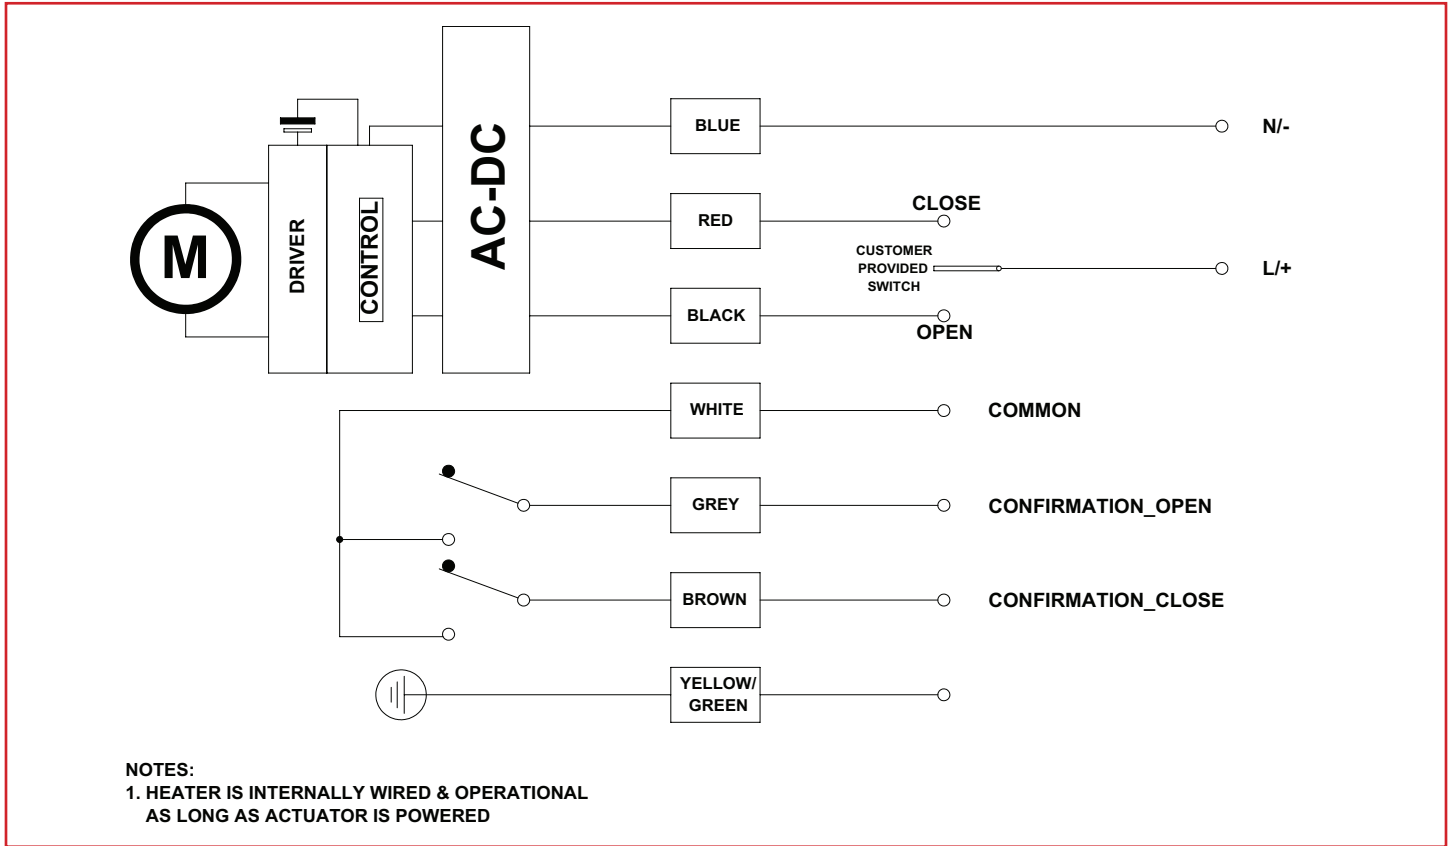 BLUE
N/-
AC-DC
DRIVER
CONTROL
M
RED
CLOSE
CUSTOMER
PROVIDED
SWITCH
L/+
BLACK
OPEN
WHITE
COMMON
GREY
CONFIRMATION_OPEN
BROWN
CONFIRMATION_CLOSE
YELLOW/
GREEN
NOTES:
1. HEATER IS INTERNALLY WIRED & OPERATIONAL
AS LONG AS ACTUATOR IS POWERED